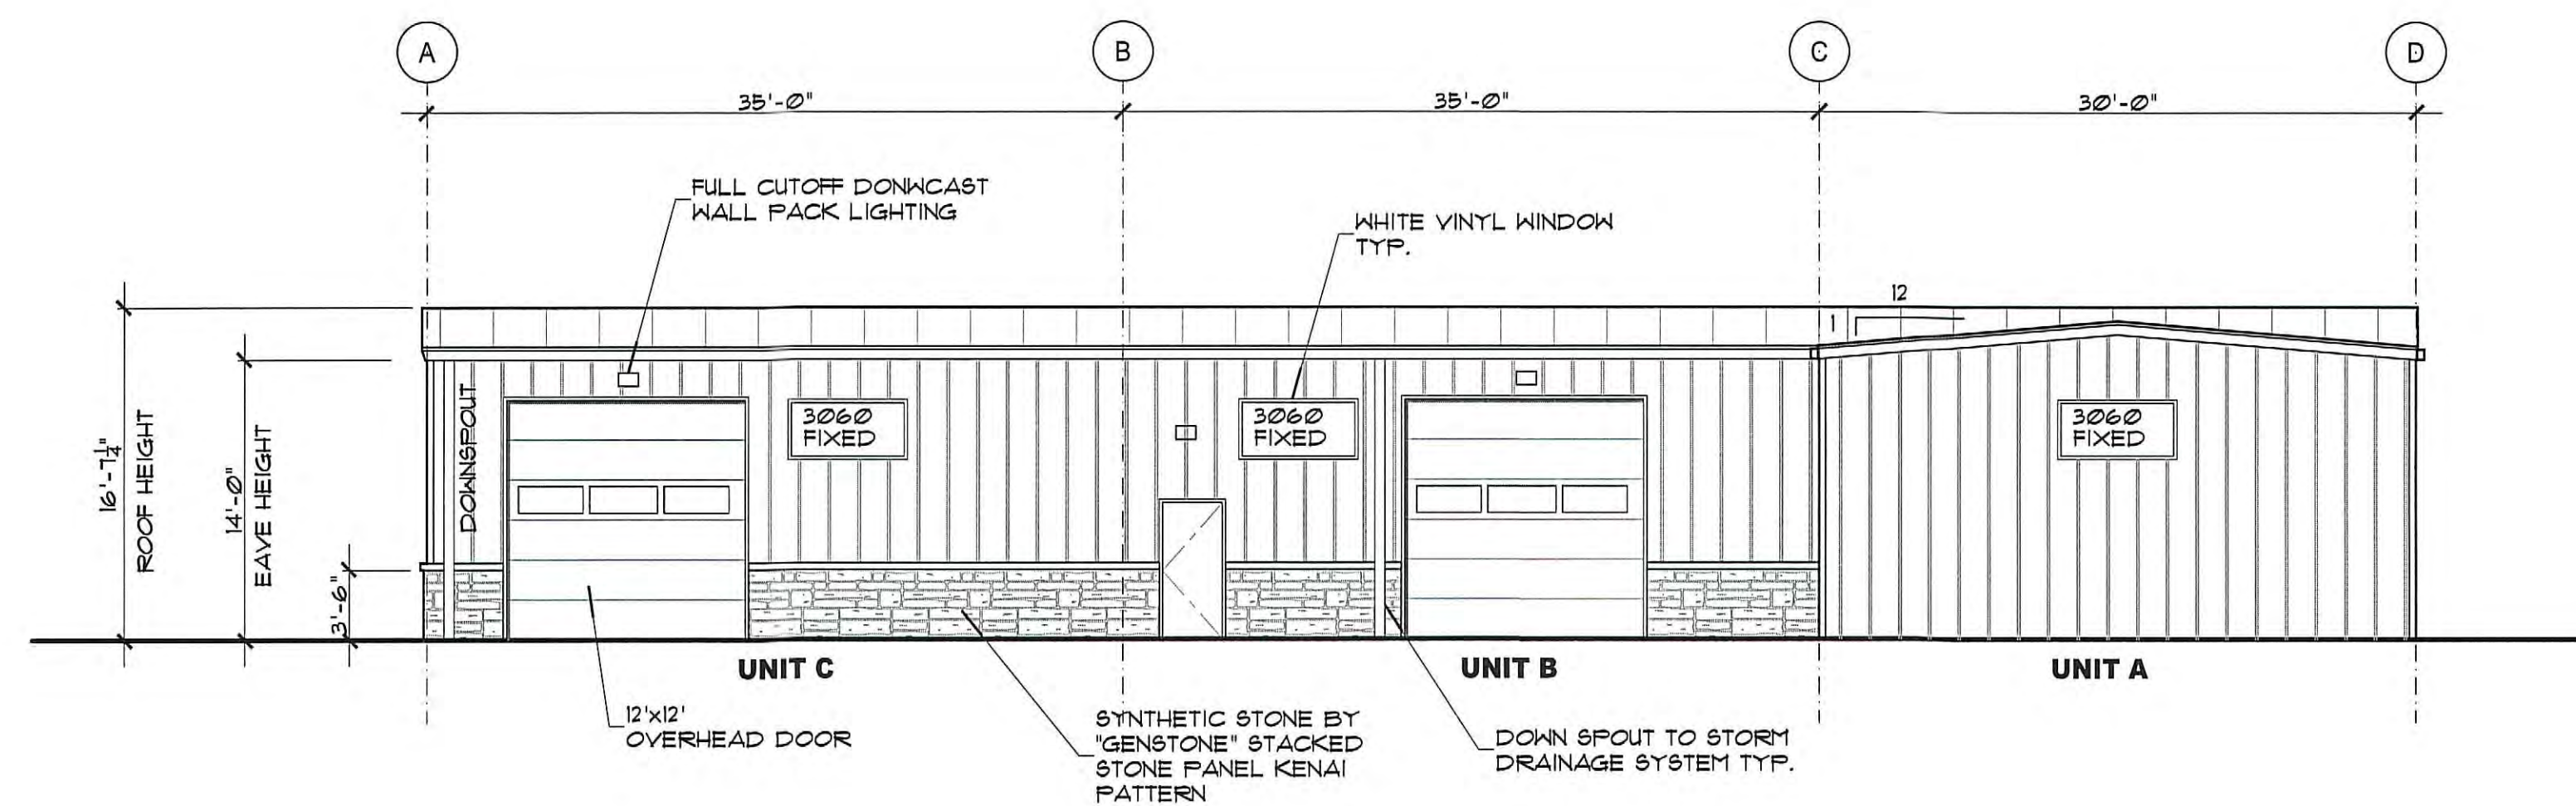 A
B
C
D
35'-0"
35'-0"
30'-0"
FULL CUTOFF DONWCAST
WALL PACK LIGHTING
WHITE VINYL WINDOW
TYP.
12
1
16'-7 1/4"
ROOF HEIGHT
14'-0"
EAVE HEIGHT
3'-6"
DOWNSPOUT
3060
FIXED
3060
FIXED
3060
FIXED
UNIT C
UNIT B
UNIT A
12'x12'
OVERHEAD DOOR
SYNTHETIC STONE BY
"GENSTONE" STACKED
STONE PANEL KENAI
PATTERN
DOWN SPOUT TO STORM
DRAINAGE SYSTEM TYP.